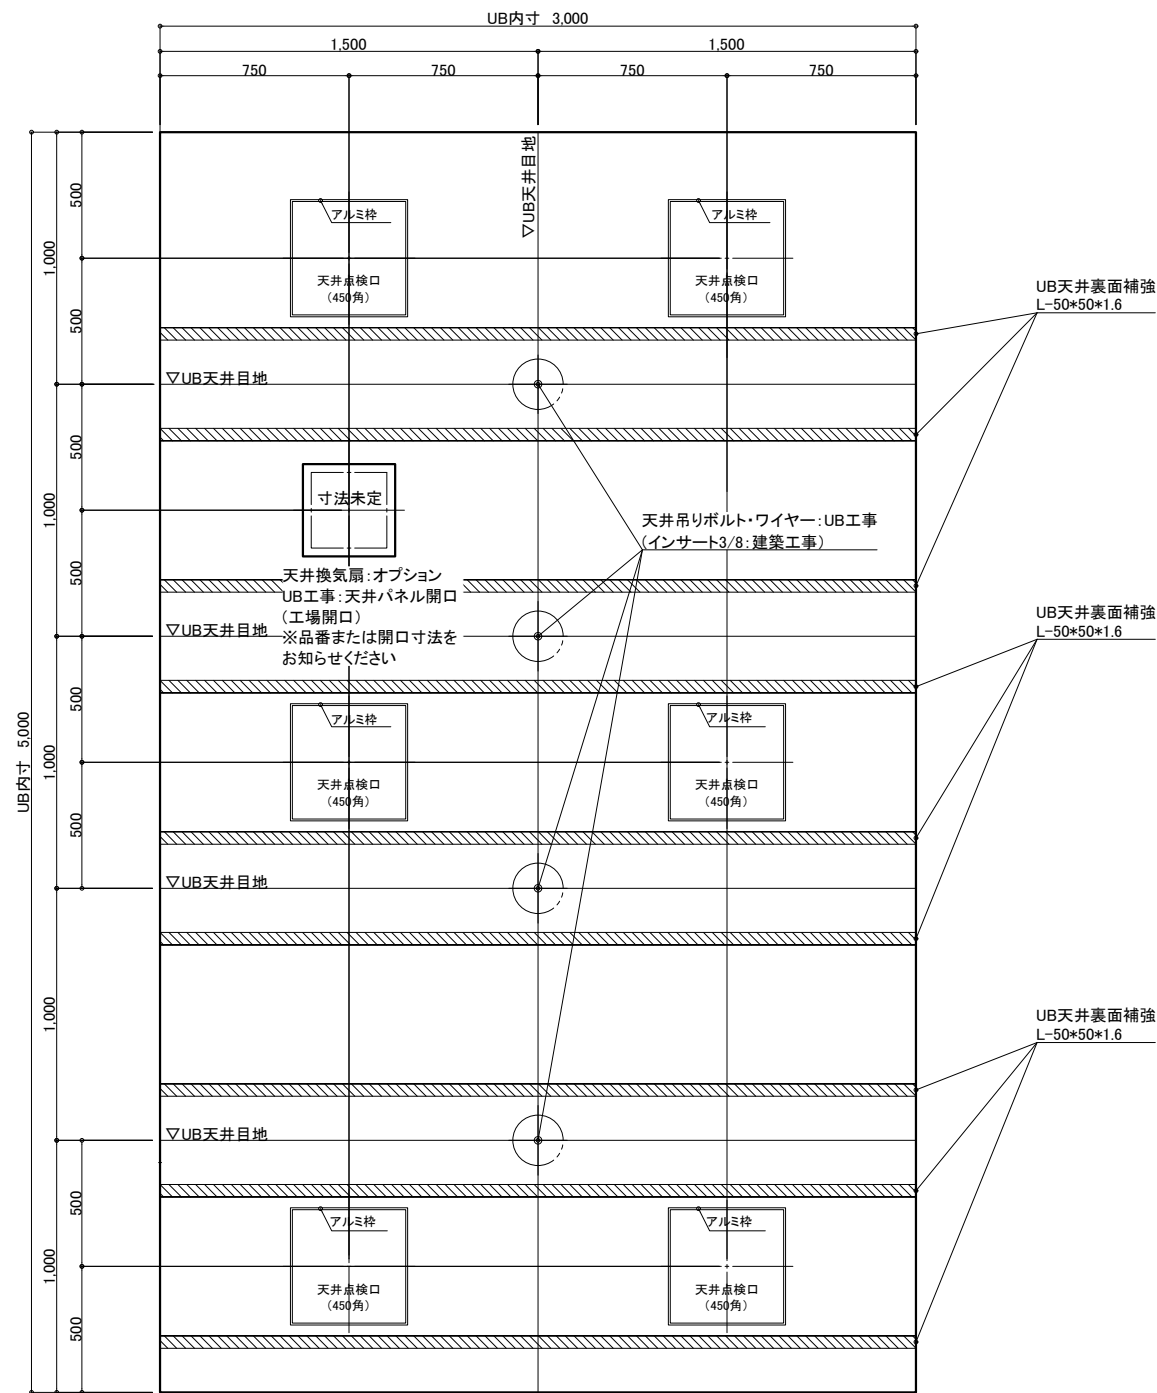 UB内寸 3,000
1,500
1,500
750
750
750
750
▽UB天井目地
500
1,000
500
アルミ枠
天井点検口
(450角)
アルミ枠
天井点検口
(450角)
UB天井裏面補強
L-50*50*1.6
▽UB天井目地
500
1,000
500
寸法未定
天井吊りボルト・ワイヤー:UB工事
(インサート3/8:建築工事)
天井換気扇:オプション
UB工事:天井パネル開口
(工場開口)
※品番または開口寸法を
お知らせください
▽UB天井目地
UB天井裏面補強
L-50*50*1.6
UB内寸 5,000
500
1,000
500
アルミ枠
天井点検口
(450角)
アルミ枠
天井点検口
(450角)
▽UB天井目地
1,000
UB天井裏面補強
L-50*50*1.6
▽UB天井目地
500
1,000
500
アルミ枠
天井点検口
(450角)
アルミ枠
天井点検口
(450角)